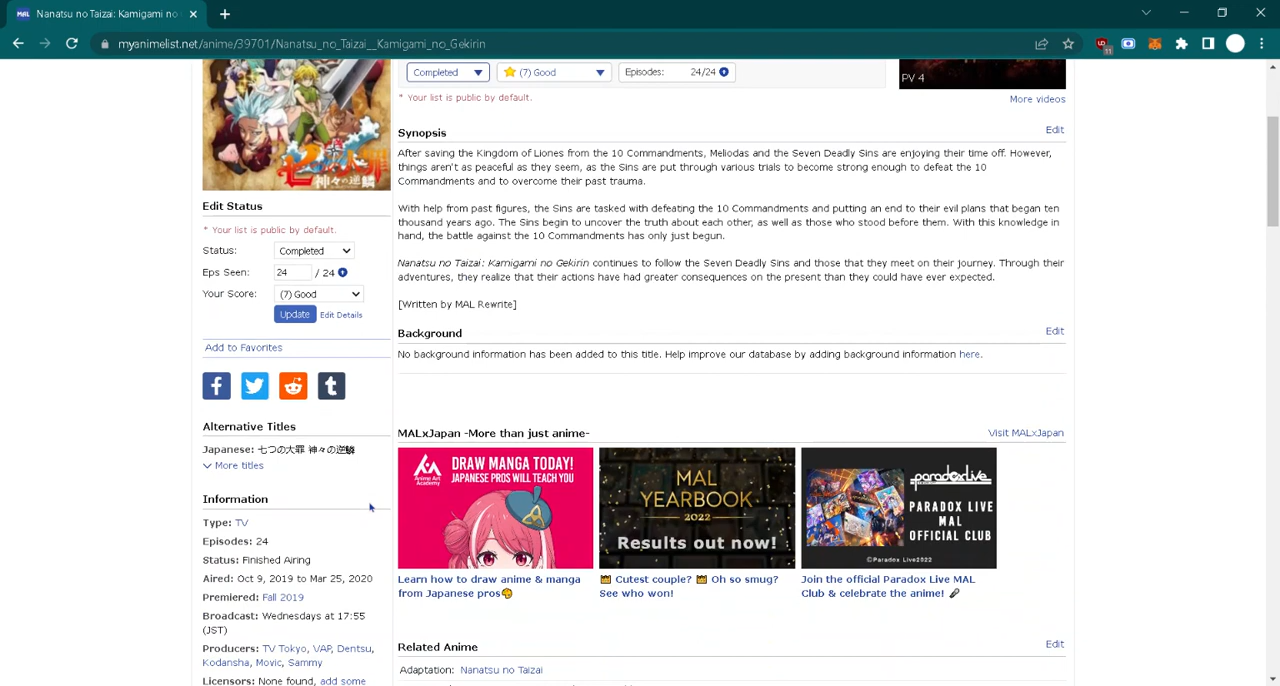 Nanatsu no Taizai: Kamigami no
myanimelist.net/anime/39701/Nanatsu_no_Taizai__Kamigami_no_Gekirin
11
Completed
(7) Good
Episodes: 24/24
PV 4
* Your list is public by default.
More videos
Synopsis
Edit
After saving the Kingdom of Liones from the 10 Commandments, Meliodas and the Seven Deadly Sins are enjoying their time off. However,
things aren't as peaceful as they seem, as the Sins are put through various trials to become strong enough to defeat the 10
Commandments and to overcome their past trauma.
With help from past figures, the Sins are tasked with defeating the 10 Commandments and putting an end to their evil plans that began ten
thousand years ago. The Sins begin to uncover the truth about each other, as well as those who stood before them. With this knowledge in
hand, the battle against the 10 Commandments has only just begun.
Nanatsu no Taizai: Kamigami no Gekirin continues to follow the Seven Deadly Sins and those that they meet on their journey. Through their
adventures, they realize that their actions have had greater consequences on the present than they could have ever expected.
[Written by MAL Rewrite]
Background
Edit
No background information has been added to this title. Help improve our database by adding background information here.
七つの大罪
神々の逆鱗
Edit Status
* Your list is public by default.
Status: Completed
Eps Seen: 24 / 24
Your Score: (7) Good
Update Edit Details
Add to Favorites
Alternative Titles
Japanese: 七つの大罪 神々の逆鱗
More titles
Information
Type: TV
Episodes: 24
Status: Finished Airing
Aired: Oct 9, 2019 to Mar 25, 2020
Premiered: Fall 2019
Broadcast: Wednesdays at 17:55
(JST)
Producers: TV Tokyo, VAP, Dentsu,
Kodansha, Movic, Sammy
Licensors: None found, add some
MALxJapan -More than just anime-
Visit MALxJapan
Anime Art
Academy
DRAW MANGA TODAY!
JAPANESE PROS WILL TEACH YOU
Learn how to draw anime & manga
from Japanese pros
MAL
YEARBOOK
2022
Results out now!
Cutest couple? Oh so smug?
See who won!
paradoxlive
PARADOX LIVE
MAL
OFFICIAL CLUB
©Paradox Live2022
Join the official Paradox Live MAL
Club & celebrate the anime!
Related Anime
Edit
Adaptation: Nanatsu no Taizai